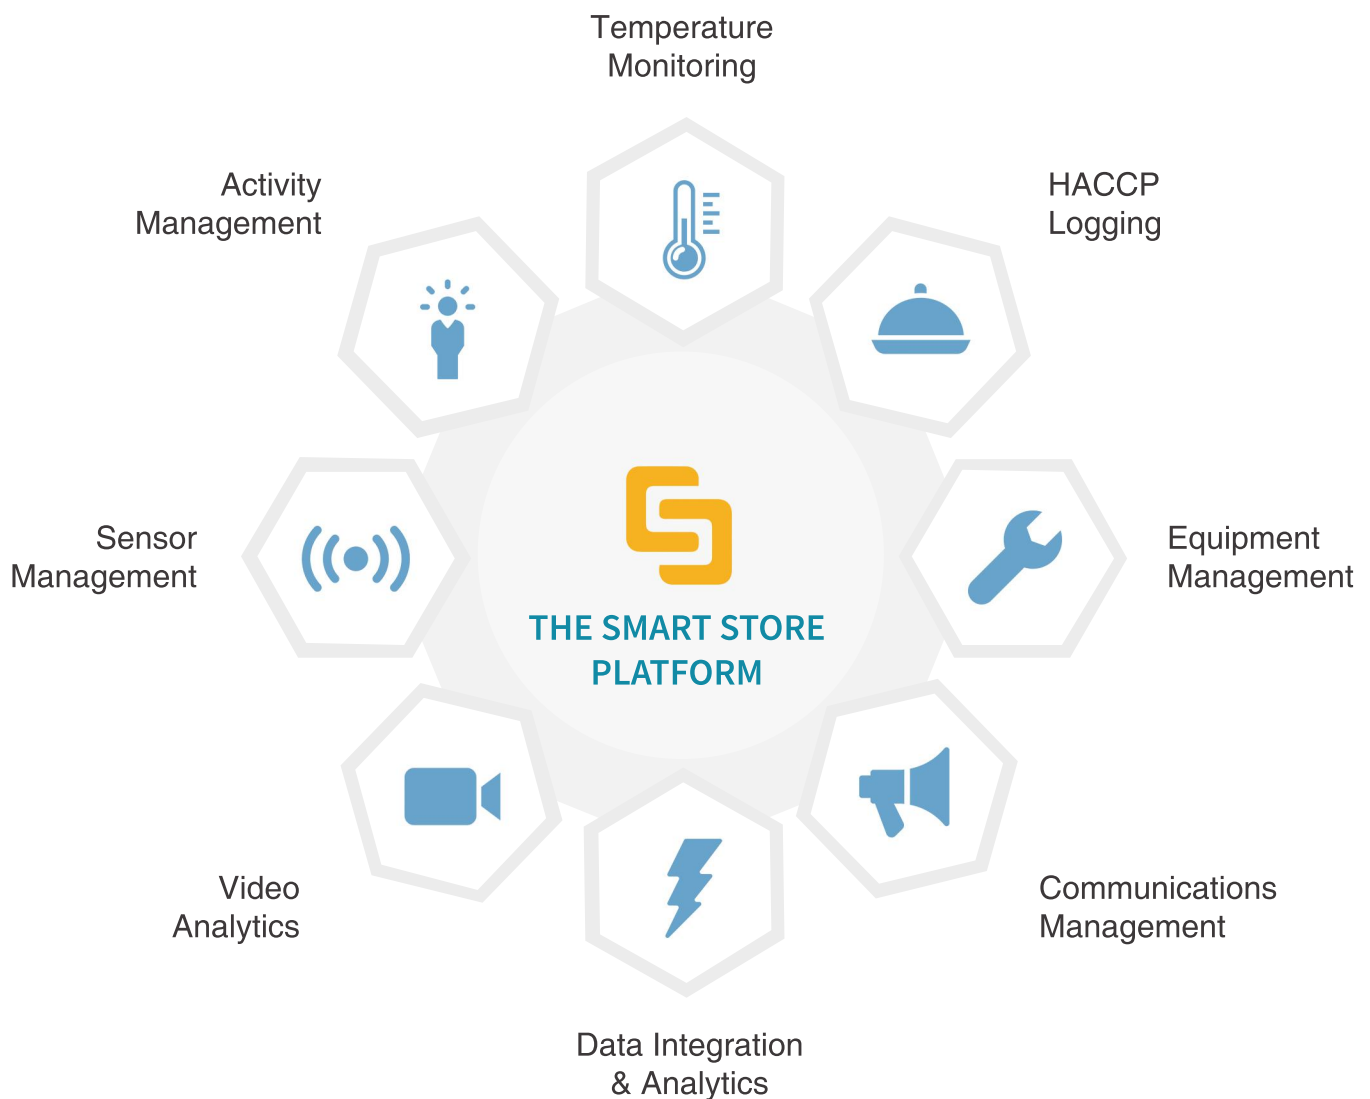 Temperature
Monitoring
HACCP
Logging
Equipment
Management
Communications
Management
Data Integration
& Analytics
Video
Analytics
Sensor
Management
Activity
Management
THE SMART STORE
PLATFORM